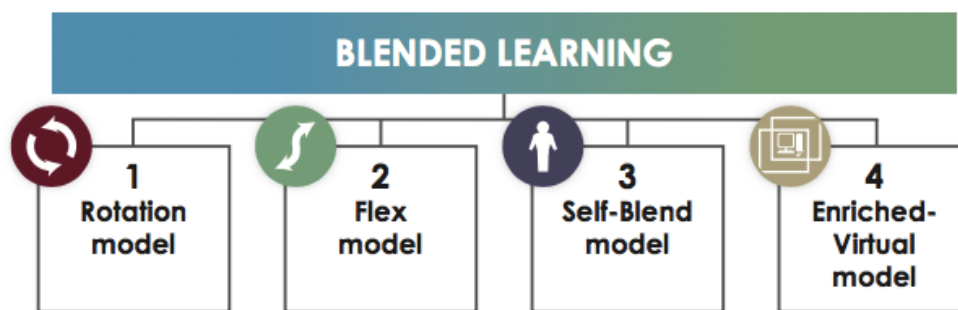 BLENDED LEARNING
1
Rotation
model
2
Flex
model
3
Self-Blend
model
4
Enriched-
Virtual
model